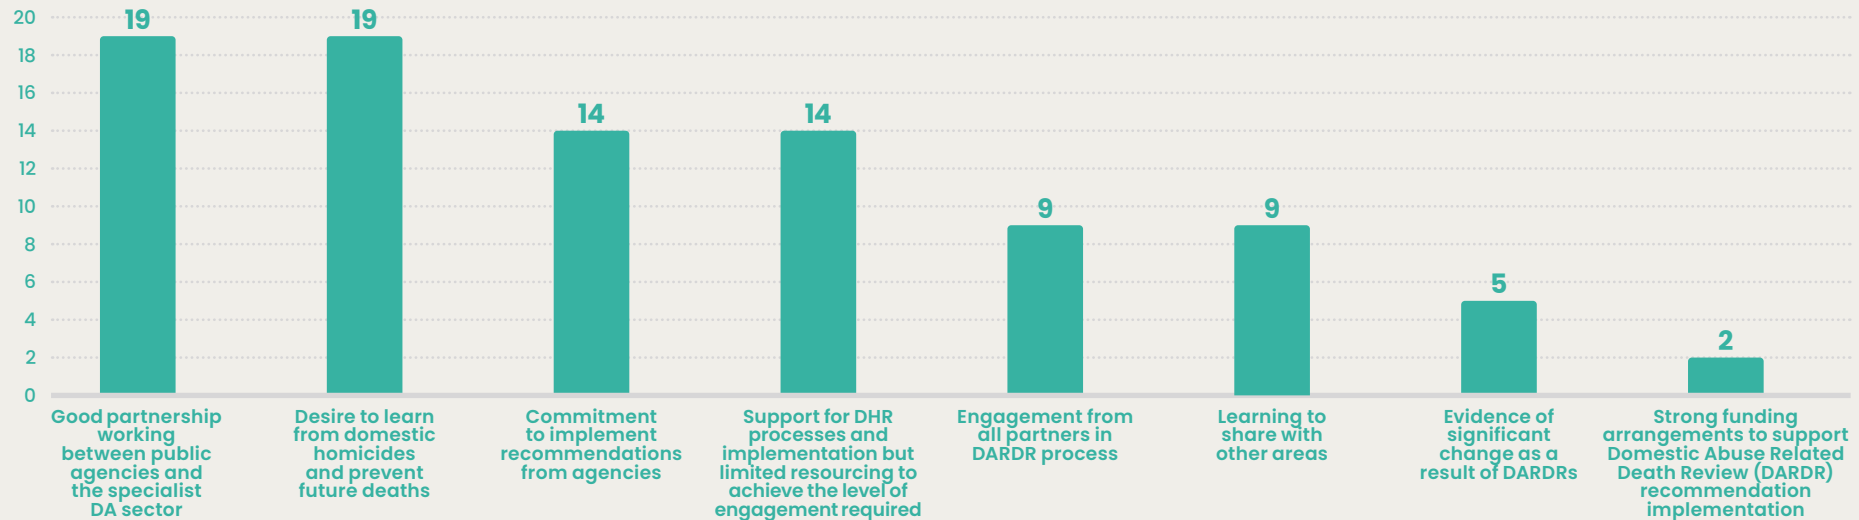 20
18
16
14
12
10
8
6
4
2
0
19
19
14
14
9
9
5
2
Good partnership
working
between public
agencies and
the specialist
DA sector
Desire to learn
from domestic
homicides
and prevent
future deaths
Commitment
to implement
recommendations
from agencies
Support for DHR
processes and
implementation but
limited resourcing to
achieve the level of
engagement required
Engagement from
all partners in
DARDR process
Learning to
share with
other areas
Evidence of
significant
change as a
result of DARDRs
Strong funding
arrangements to support
Domestic Abuse Related
Death Review (DARDR)
recommendation
implementation